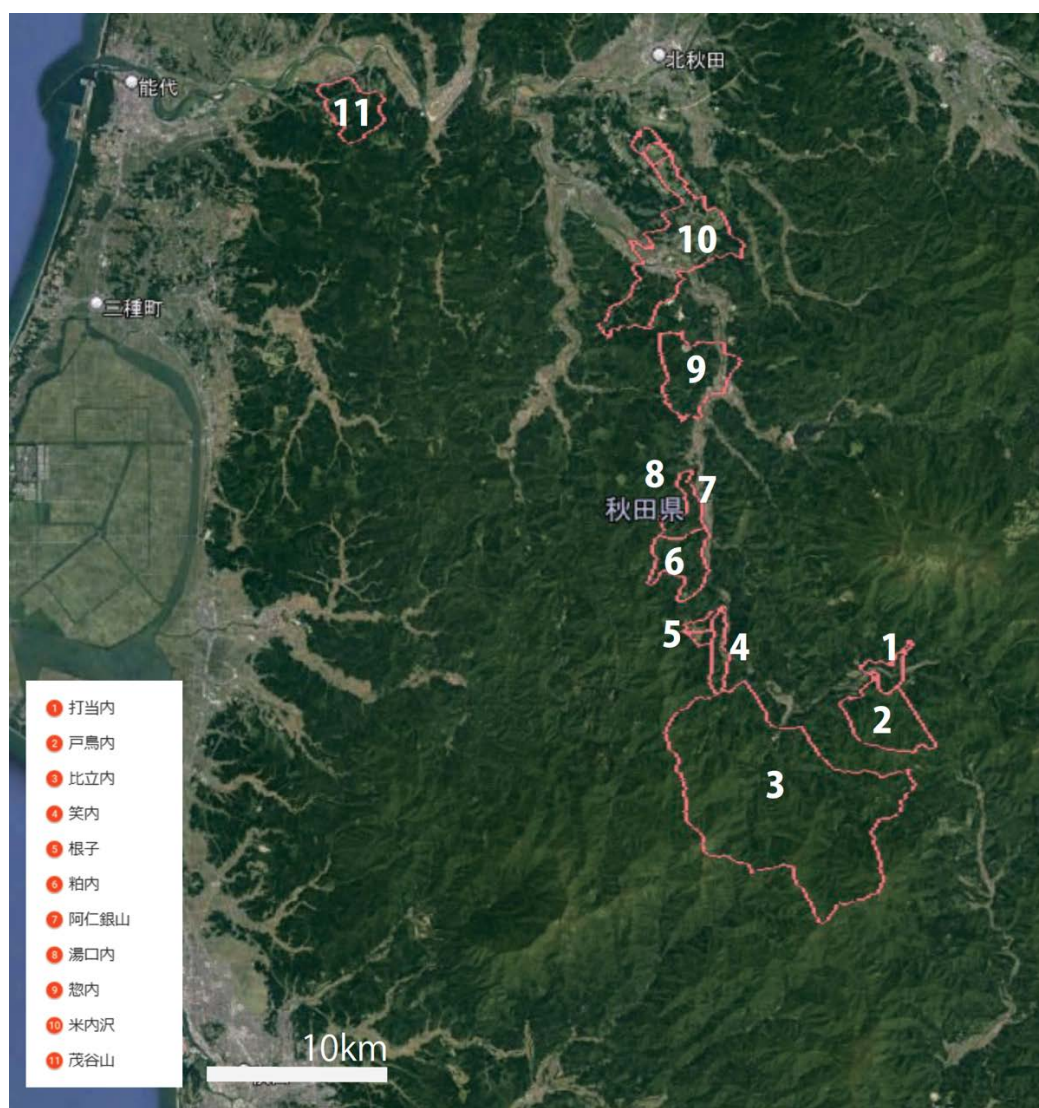 能代
北秋田
11
10
三種町
9
8
7
秋田県
6
5
4
1
2
3
1 打当内
2 戸鳥内
3 比立内
4 笑内
5 根子
6 粕内
7 阿仁銀山
8 湯口内
9 惣内
10 米内沢
11 茂谷山
10km